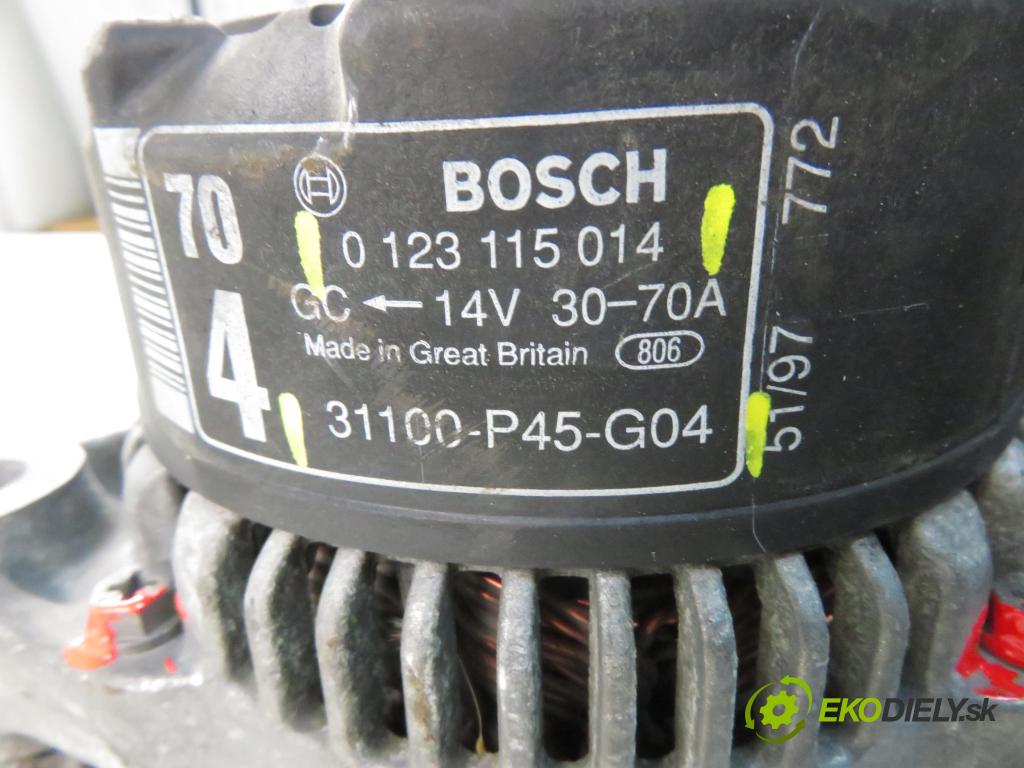 70
BOSCH
0 123 115 014
GC ← 14V 30-70A
Made in Great Britain 806
4
31100-P45-G04
51/97 772
EKODIELY.sk